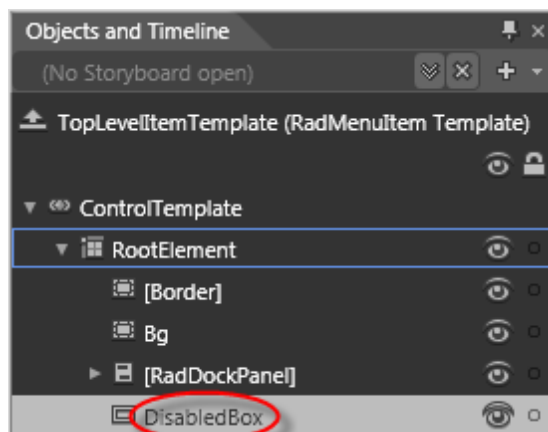 Objects and Timeline
(No Storyboard open)
TopLevelItemTemplate (RadMenuItem Template)
ControlTemplate
RootElement
[Border]
Bg
[RadDockPanel]
DisabledBox